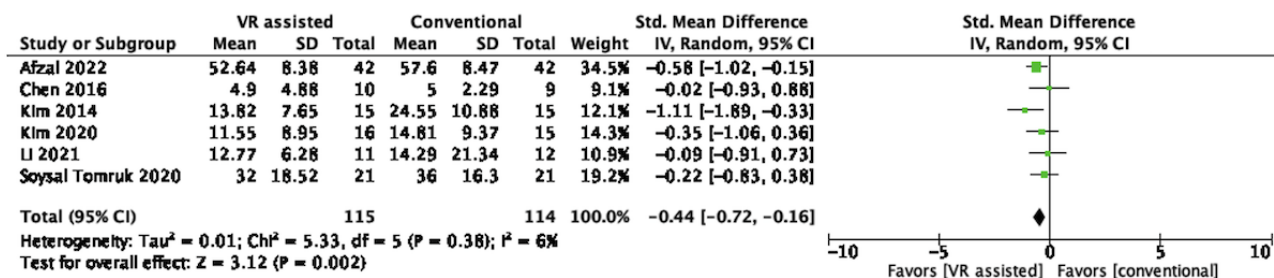 VR assisted Conventional Std. Mean Difference Std. Mean Difference
Study or Subgroup Mean SD Total Mean SD Total Weight IV, Random, 95% CI IV, Random, 95% CI
Afzal 2022 52.64 8.38 42 57.6 8.47 42 34.5% −0.58 [−1.02, −0.15]
Chen 2016 4.9 4.88 10 5 2.29 9 9.1% −0.02 [−0.93, 0.88]
Kim 2014 13.82 7.65 15 24.55 10.88 15 12.1% −1.11 [−1.89, −0.33]
Kim 2020 11.55 8.95 16 14.81 9.37 15 14.3% −0.35 [−1.06, 0.36]
LI 2021 12.77 6.28 11 14.29 21.34 12 10.9% −0.09 [−0.91, 0.73]
Soysal Tomruk 2020 32 18.52 21 36 16.3 21 19.2% −0.22 [−0.83, 0.38]
Total (95% CI) 115 114 100.0% −0.44 [−0.72, −0.16]
Heterogeneity: Tau² = 0.01; Chi² = 5.33, df = 5 (P = 0.38); I² = 6%
Test for overall effect: Z = 3.12 (P = 0.002)
−10 −5 0 5 10
Favors [VR assisted] Favors [conventional]